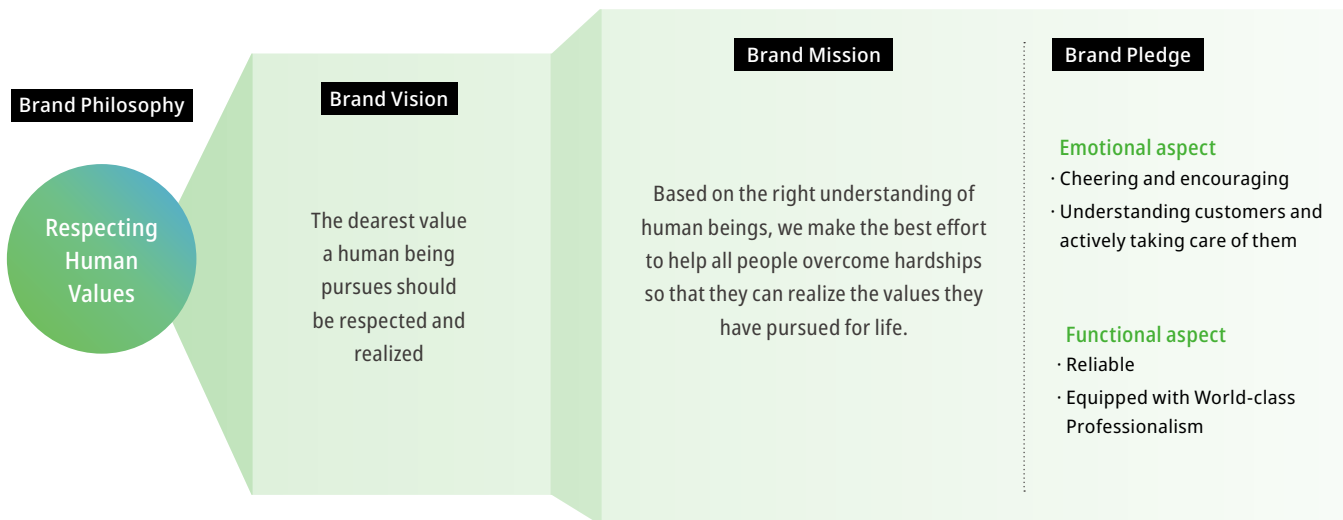 Brand Philosophy
Respecting
Human
Values
Brand Vision
The dearest value
a human being
pursues should
be respected and
realized
Brand Mission
Based on the right understanding of
human beings, we make the best effort
to help all people overcome hardships
so that they can realize the values they
have pursued for life.
Brand Pledge
Emotional aspect
· Cheering and encouraging
· Understanding customers and
actively taking care of them
Functional aspect
· Reliable
· Equipped with World-class
Professionalism